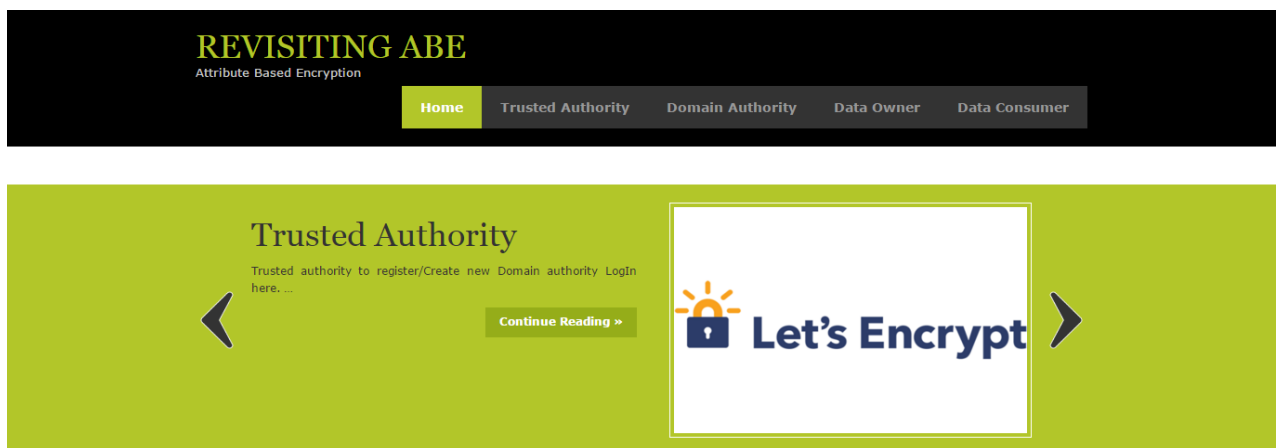 REVISITING ABE
Attribute Based Encryption
Home Trusted Authority Domain Authority Data Owner Data Consumer
Trusted Authority
Trusted authority to register/Create new Domain authority LogIn
here. ...
Continue Reading »
Let's Encrypt